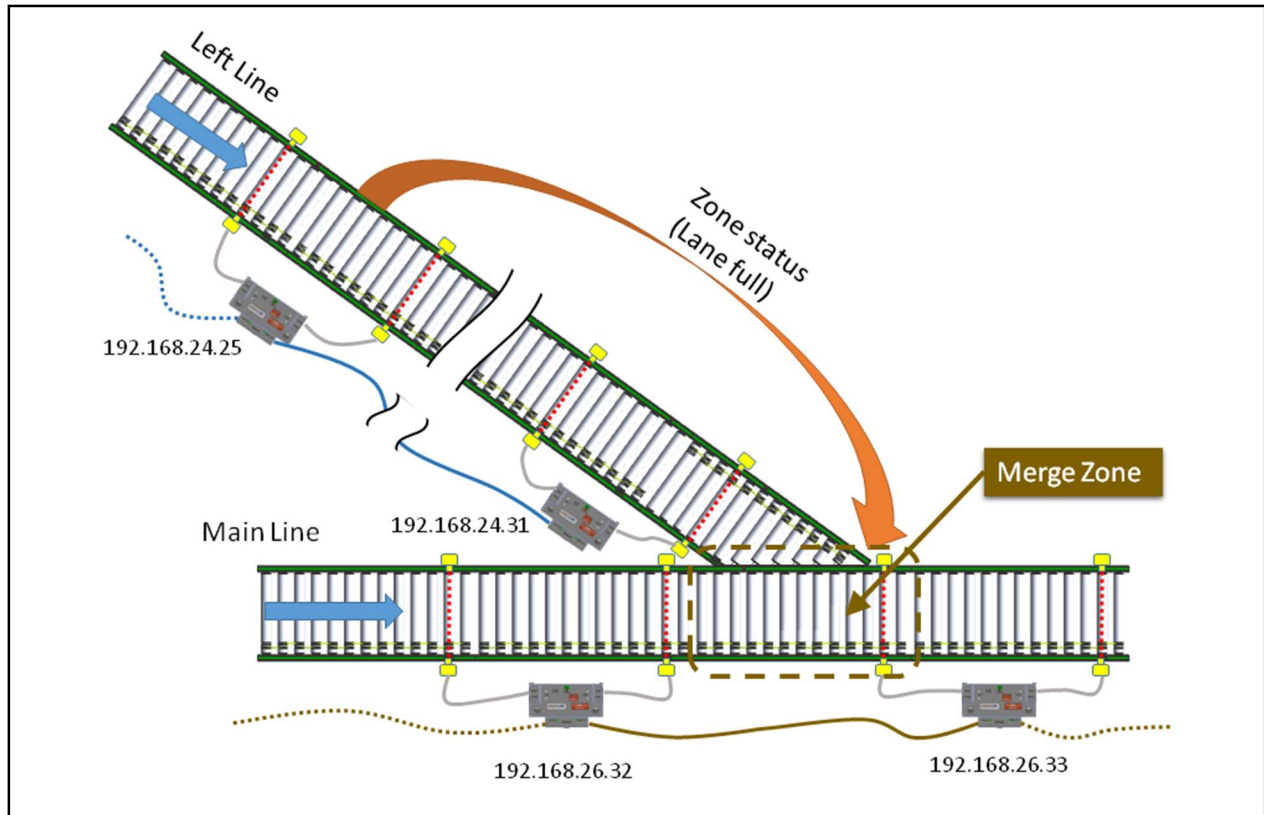 Left Line
Zone status
(Lane full)
192.168.24.25
Merge Zone
192.168.24.31
Main Line
192.168.26.32
192.168.26.33